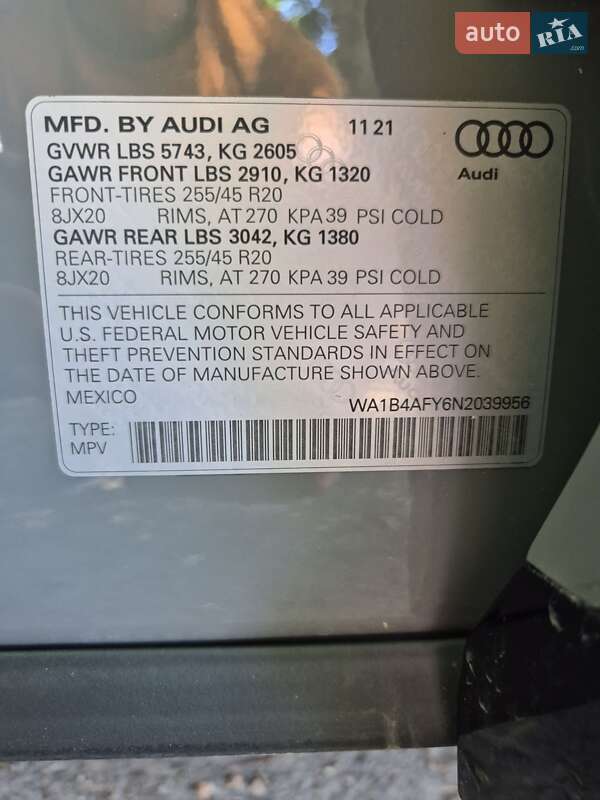 auto RIA .com
MFD. BY AUDI AG 11 21
GVWR LBS 5743, KG 2605
GAWR FRONT LBS 2910, KG 1320
Audi
FRONT-TIRES 255/45 R20
8JX20 RIMS, AT 270 KPA 39 PSI COLD
GAWR REAR LBS 3042, KG 1380
REAR-TIRES 255/45 R20
8JX20 RIMS, AT 270 KPA 39 PSI COLD
THIS VEHICLE CONFORMS TO ALL APPLICABLE
U.S. FEDERAL MOTOR VEHICLE SAFETY AND
THEFT PREVENTION STANDARDS IN EFFECT ON
THE DATE OF MANUFACTURE SHOWN ABOVE.
MEXICO WA1B4AFY6N2039956
TYPE:
MPV